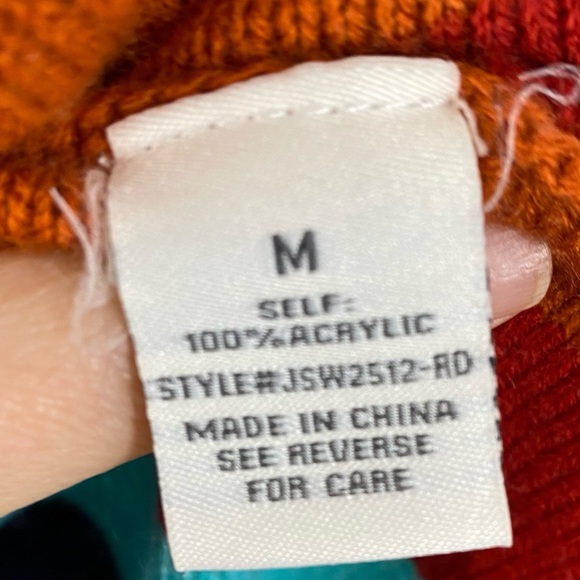 M
SELF:
100%ACRYLIC
STYLE#JSW2512-RD
MADE IN CHINA
SEE REVERSE
FOR CARE